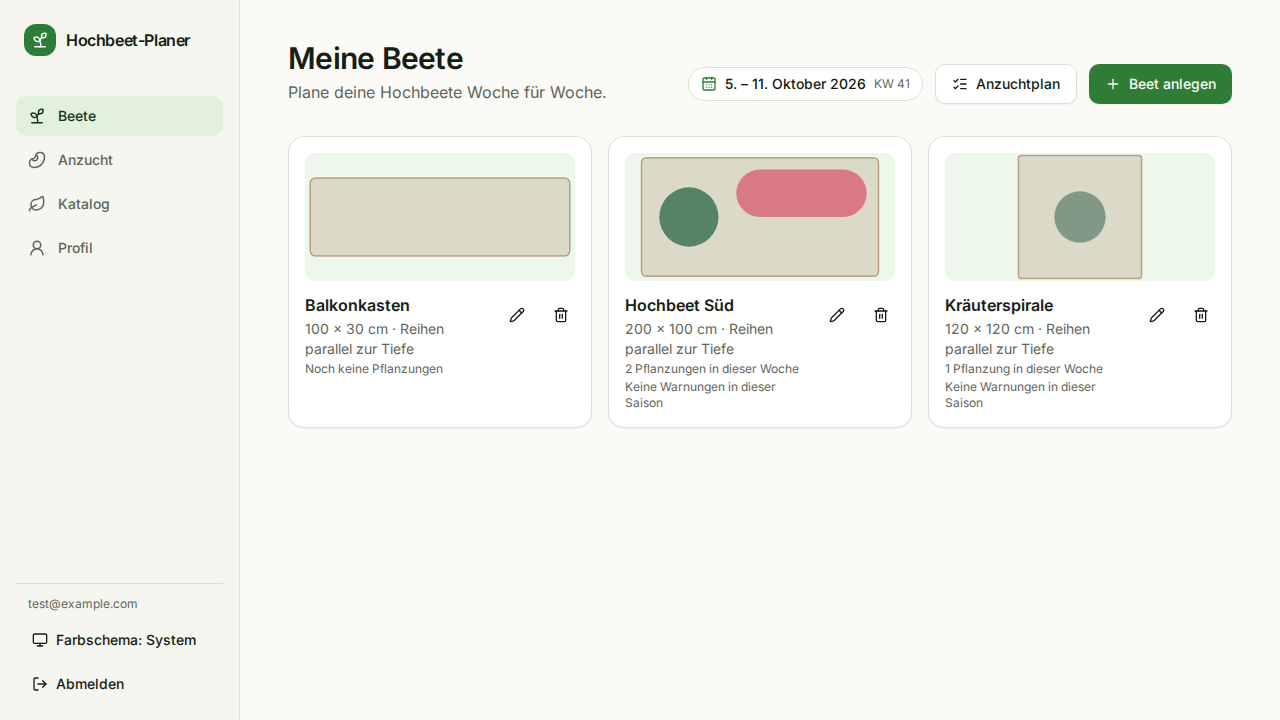 Hochbeet-Planer
Beete
Anzucht
Katalog
Profil
test@example.com
Farbschema: System
Abmelden
Meine Beete
Plane deine Hochbeete Woche für Woche.
5. – 11. Oktober 2026 KW 41
Anzuchtplan
Beet anlegen
Balkonkasten
100 × 30 cm · Reihen
parallel zur Tiefe
Noch keine Pflanzungen
Hochbeet Süd
200 × 100 cm · Reihen
parallel zur Tiefe
2 Pflanzungen in dieser Woche
Keine Warnungen in dieser
Saison
Kräuterspirale
120 × 120 cm · Reihen
parallel zur Tiefe
1 Pflanzung in dieser Woche
Keine Warnungen in dieser
Saison